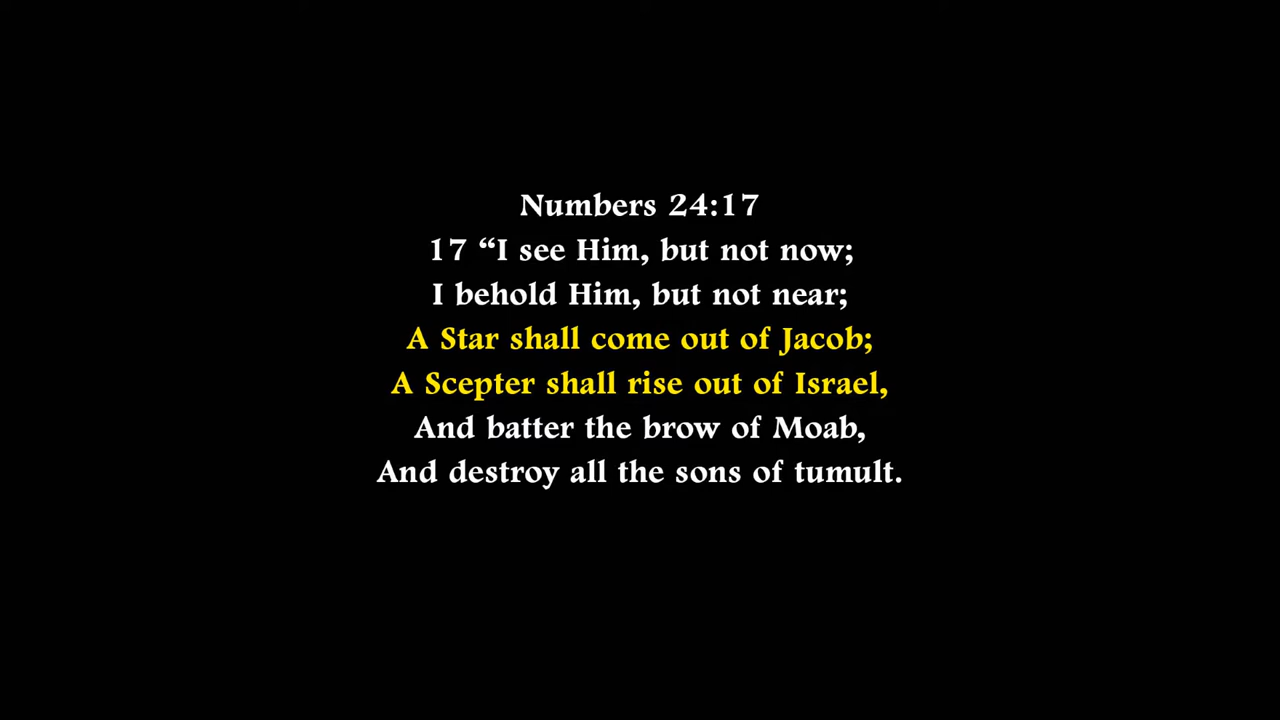 Numbers 24:17
17 “I see Him, but not now;
I behold Him, but not near;
A Star shall come out of Jacob;
A Scepter shall rise out of Israel,
And batter the brow of Moab,
And destroy all the sons of tumult.